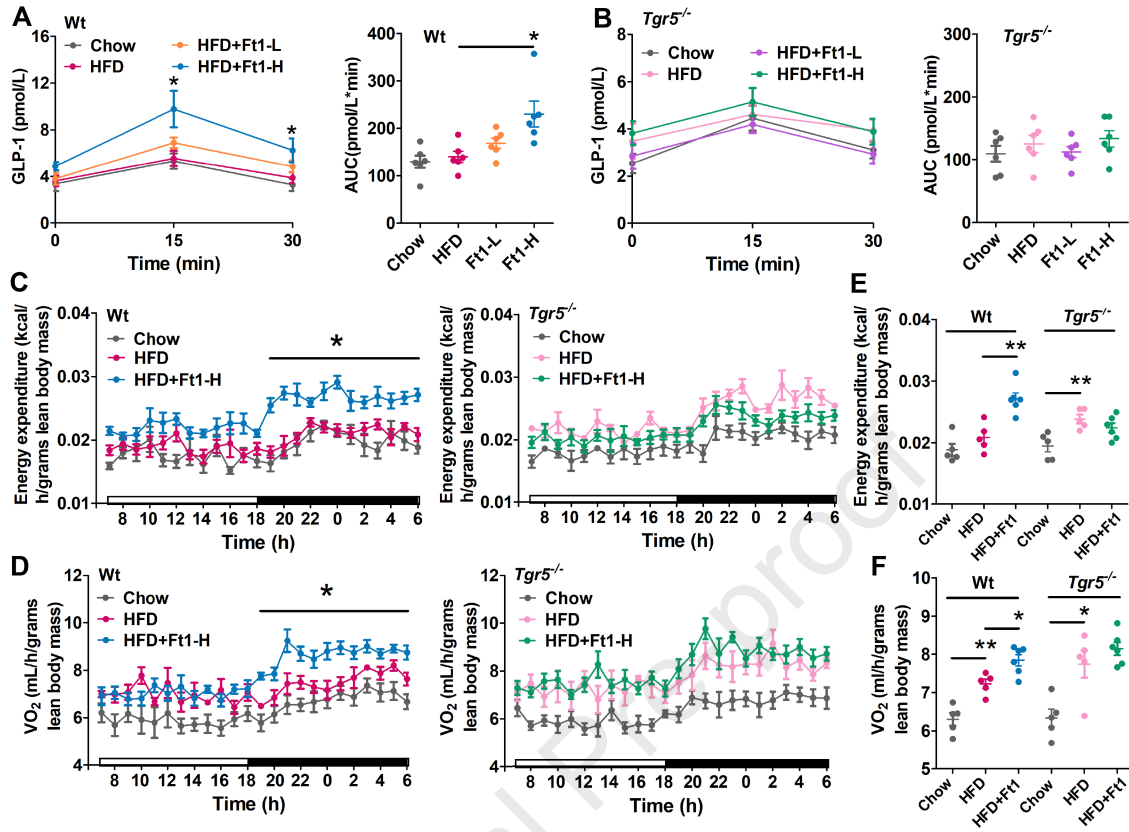 A
Wt
Chow
HFD
HFD+Ft1-L
HFD+Ft1-H
GLP-1 (pmol/L)
16
12
8
4
0
*
*
0
15
30
Time (min)
Wt
*
AUC(pmol/L*min)
400
300
200
100
0
Chow
HFD
Ft1-L
Ft1-H
B
Tgr5-/-
Chow
HFD
HFD+Ft1-L
HFD+Ft1-H
GLP-1 (pmol/L)
8
6
4
2
0
0
15
30
Time (min)
Tgr5-/-
AUC (pmol/L*min)
300
200
100
0
Chow
HFD
Ft1-L
Ft1-H
C
Wt
Chow
HFD
HFD+Ft1-H
*
Energy expenditure (kcal/
h/grams lean body mass)
0.04
0.03
0.02
0.01
8 10 12 14 16 18 20 22 0 2 4 6
Time (h)
Tgr5-/-
Chow
HFD
HFD+Ft1-H
Energy expenditure (kcal/
h/grams lean body mass)
0.04
0.03
0.02
0.01
8 10 12 14 16 18 20 22 0 2 4 6
Time (h)
E
Wt
Tgr5-/-
**
**
Energy expenditure (kcal/
h/grams lean body mass)
0.04
0.03
0.02
0.01
Chow
HFD
HFD+Ft1
Chow
HFD
HFD+Ft1
D
Wt
Chow
HFD
HFD+Ft1-H
*
VO2 (mL/h/grams
lean body mass)
12
10
8
6
4
8 10 12 14 16 18 20 22 0 2 4 6
Time (h)
Tgr5-/-
Chow
HFD
HFD+Ft1-H
VO2 (mL/h/grams
lean body mass)
12
10
8
6
4
8 10 12 14 16 18 20 22 0 2 4 6
Time (h)
F
Wt
Tgr5-/-
**
*
*
VO2 (ml/h/grams
lean body mass)
10
9
8
7
6
5
Chow
HFD
HFD+Ft1
Chow
HFD
HFD+Ft1
Pre-proof